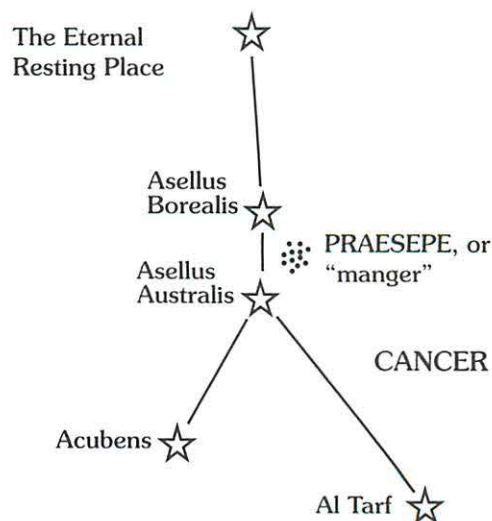 The Eternal
Resting Place
Asellus
Borealis
PRAESEPE, or
“manger”
Asellus
Australis
CANCER
Acubens
Al Tarf